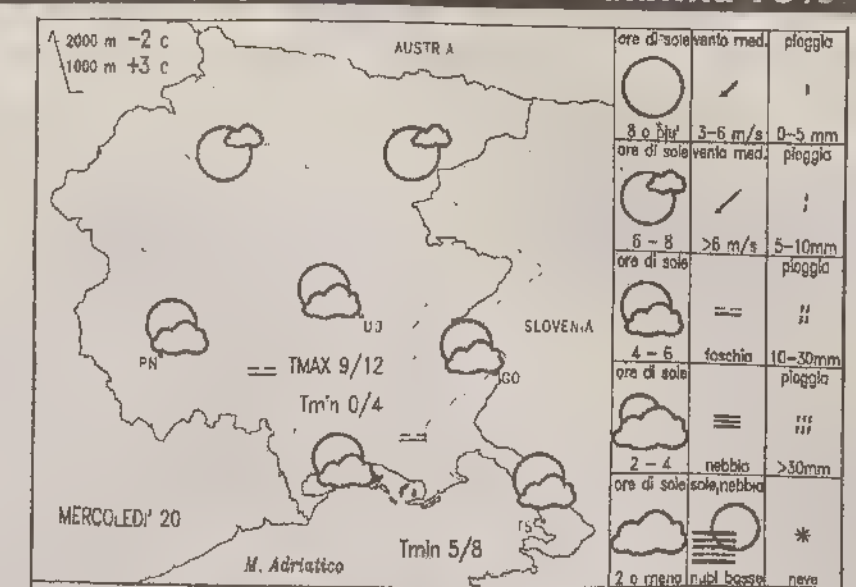 2000 m -2 c
1000 m +3 c
AUSTRIA
UD
SLOVENIA
PN
GO
TMAX 9/12
Tmin 0/4
MERCOLEDI' 20
TS
M. Adriatico
Tmin 5/8
ore di sole vento med. pioggia
8 o piu' 3-6 m/s 0-5 mm
ore di sole vento med. pioggia
6 - 8 >6 m/s 5-10mm
ore di sole pioggia
4 - 6 foschia 10-30mm
ore di sole pioggia
2 - 4 nebbia >30mm
ore di sole sole,nebbia
2 o meno nubi basse neve